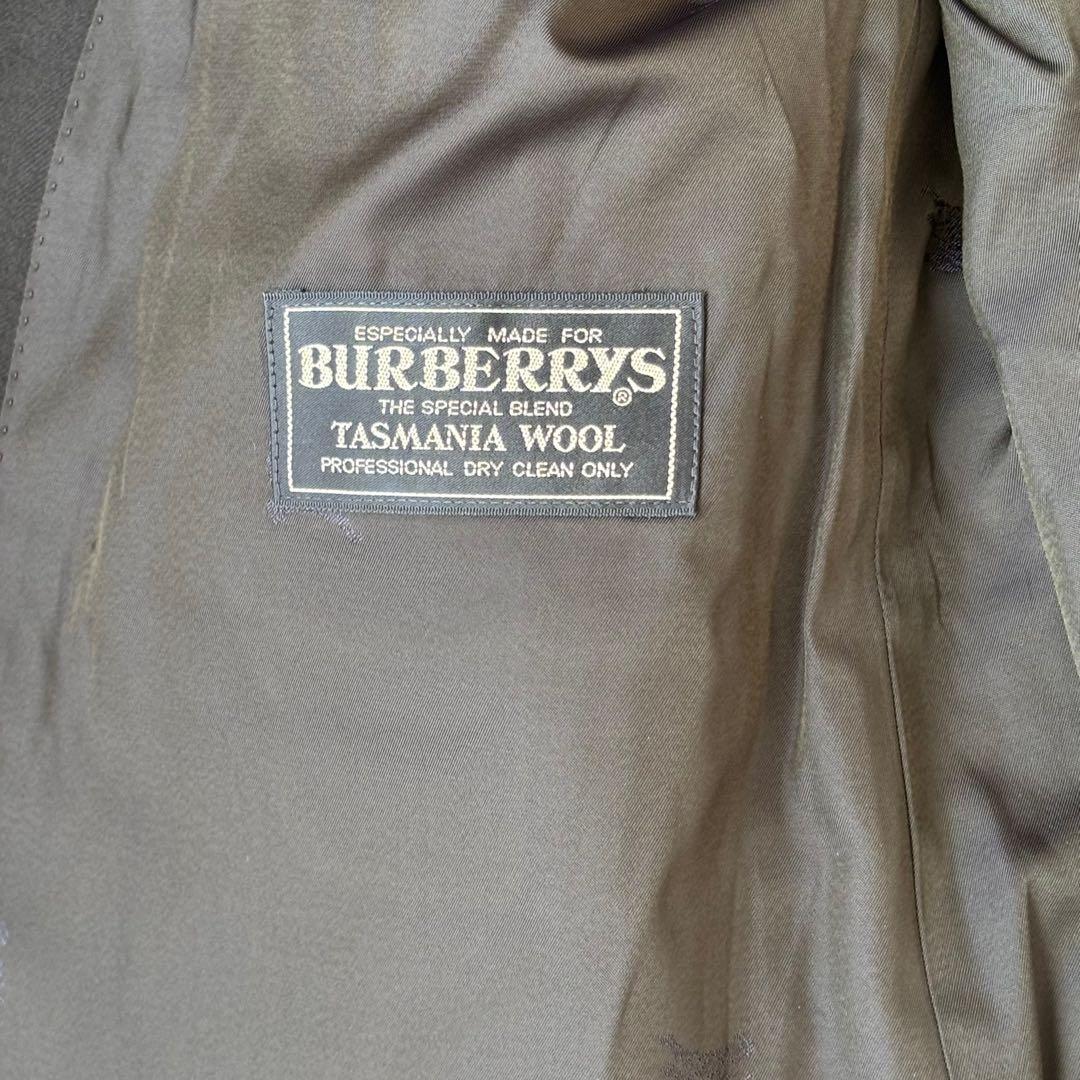 ESPECIALLY MADE FOR
BURBERRYS®
THE SPECIAL BLEND
TASMANIA WOOL
PROFESSIONAL DRY CLEAN ONLY